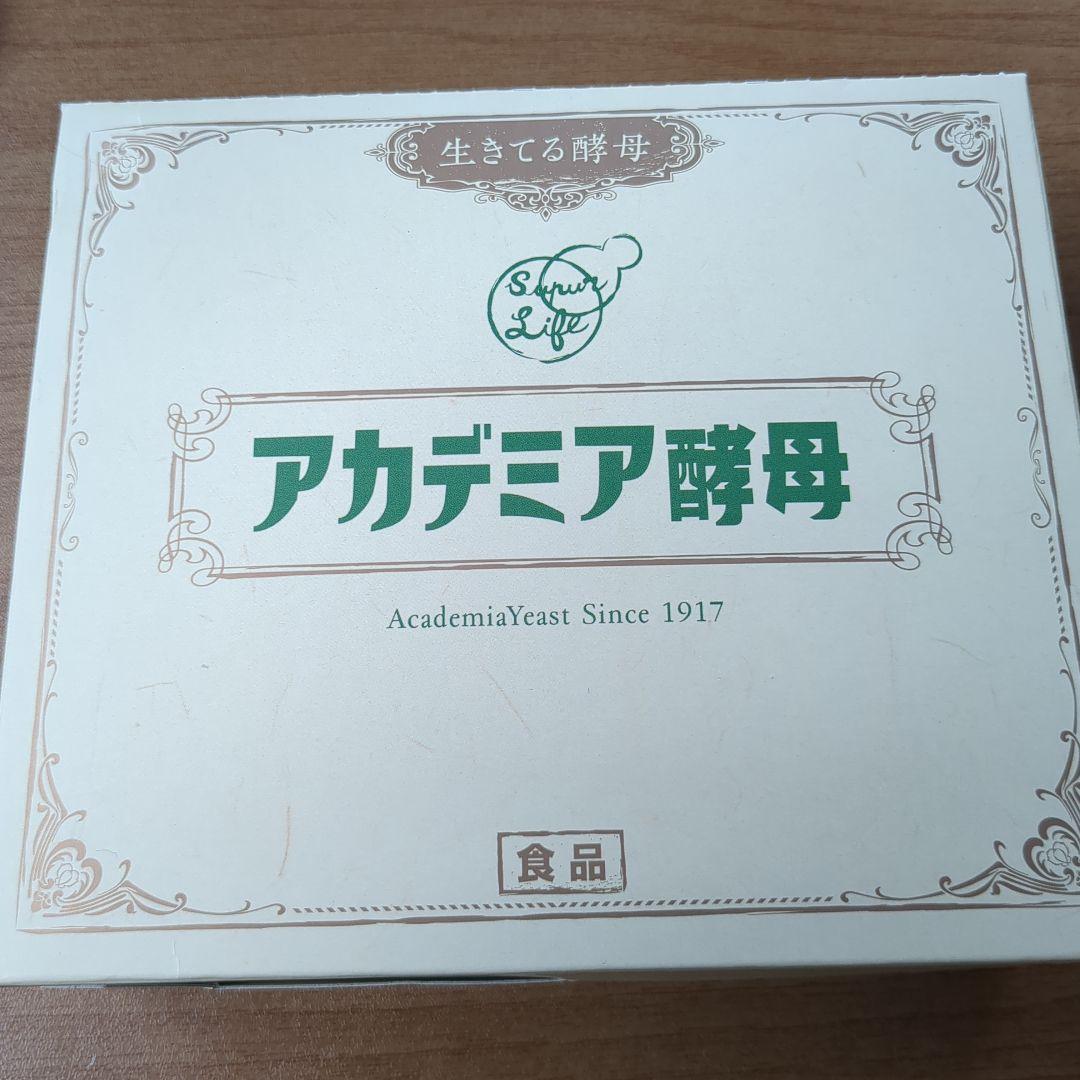 生きてる酵母
Supur
Life
アカデミア酵母
AcademiaYeast Since 1917
食品